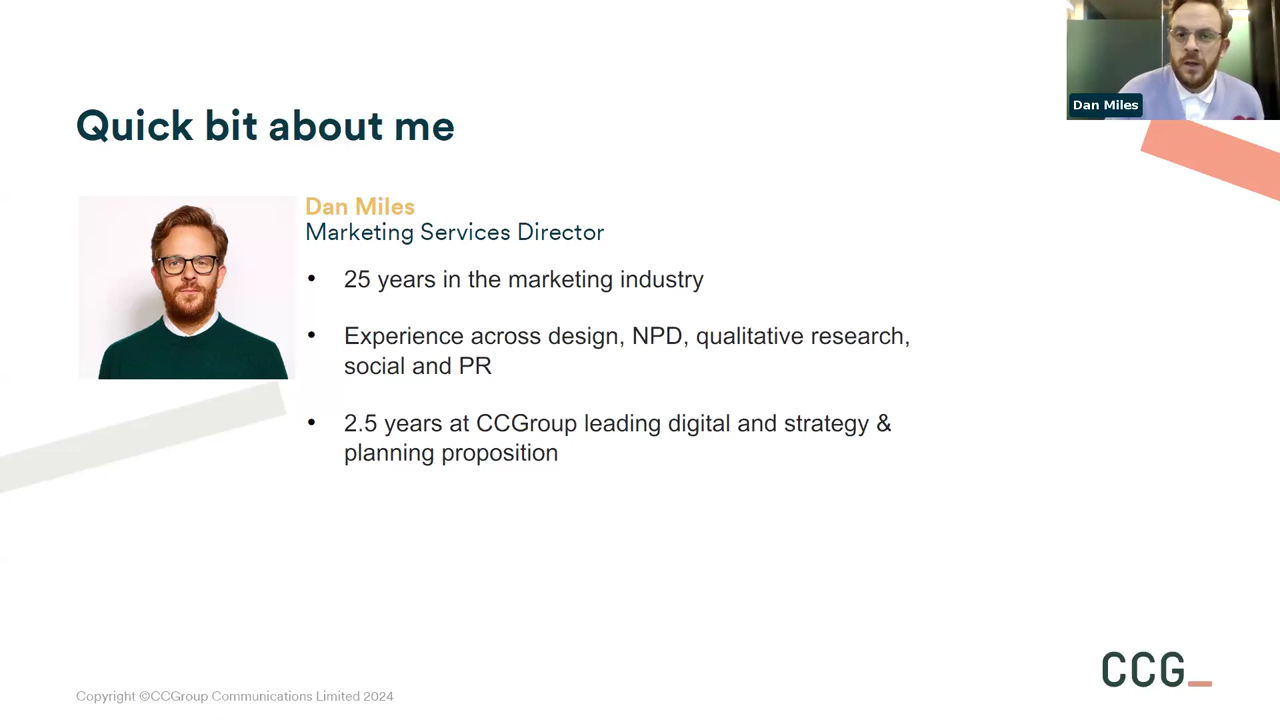 Dan Miles
Quick bit about me
Dan Miles
Marketing Services Director
• 25 years in the marketing industry
• Experience across design, NPD, qualitative research,
social and PR
• 2.5 years at CCGroup leading digital and strategy &
planning proposition
CCG_
Copyright ©CCGroup Communications Limited 2024